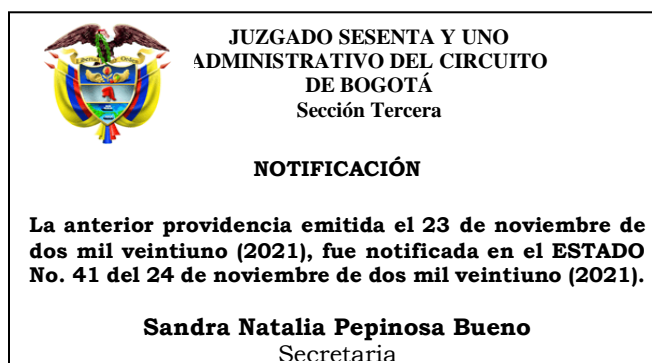 JUZGADO SESENTA Y UNO
ADMINISTRATIVO DEL CIRCUITO
DE BOGOTÁ
Sección Tercera
NOTIFICACIÓN
La anterior providencia emitida el 23 de noviembre de
dos mil veintiuno (2021), fue notificada en el ESTADO
No. 41 del 24 de noviembre de dos mil veintiuno (2021).
Sandra Natalia Pepinosa Bueno
Secretaria